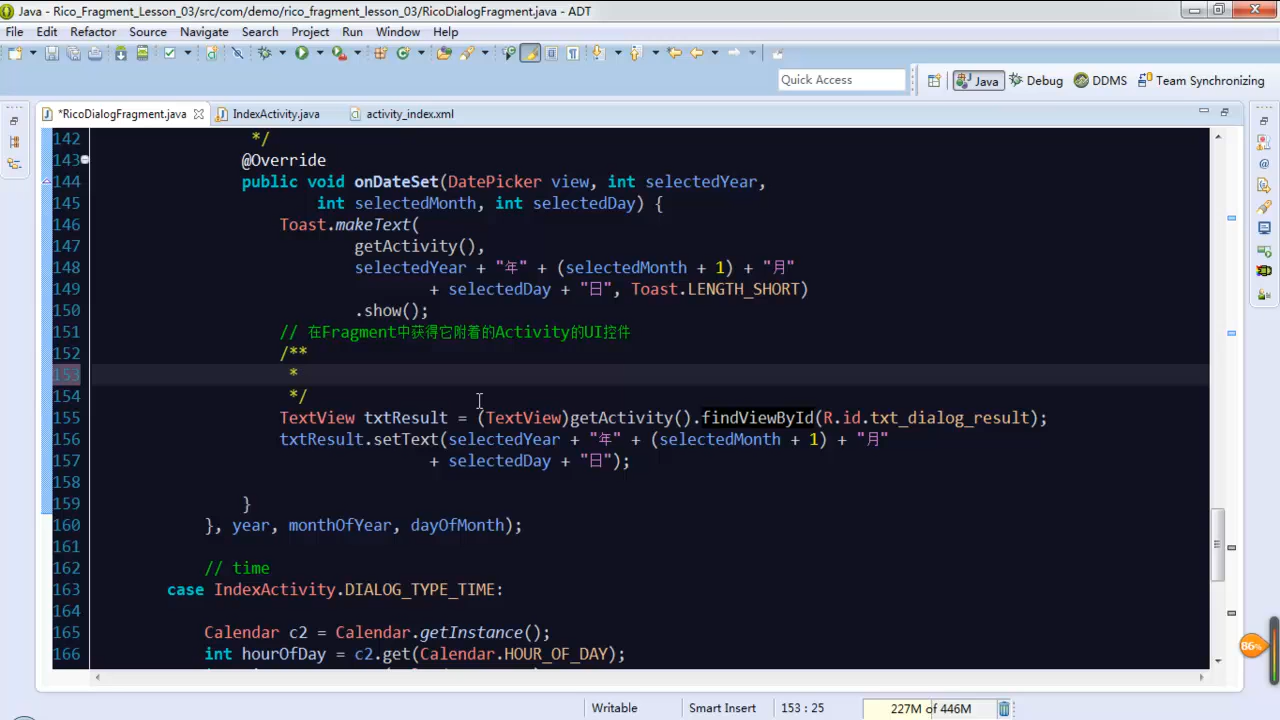 Java - Rico_Fragment_Lesson_03/src/com/demo/rico_fragment_lesson_03/RicoDialogFragment.java - ADT
File Edit Refactor Source Navigate Search Project Run Window Help
Quick Access Java Debug DDMS Team Synchronizing
*RicoDialogFragment.java IndexActivity.java activity_index.xml
142 */
143 @Override
144 public void onDateSet(DatePicker view, int selectedYear,
145 int selectedMonth, int selectedDay) {
146 Toast.makeText(
147 getActivity(),
148 selectedYear + "年" + (selectedMonth + 1) + "月"
149 + selectedDay + "日", Toast.LENGTH_SHORT)
150 .show();
151 // 在Fragment中获得它附着的Activity的UI控件
152 /**
153 *
154 */
155 TextView txtResult = (TextView)getActivity().findViewById(R.id.txt_dialog_result);
156 txtResult.setText(selectedYear + "年" + (selectedMonth + 1) + "月"
157 + selectedDay + "日");
158
159 }
160 }, year, monthOfYear, dayOfMonth);
161
162 // time
163 case IndexActivity.DIALOG_TYPE_TIME:
164
165 Calendar c2 = Calendar.getInstance();
166 int hourOfDay = c2.get(Calendar.HOUR_OF_DAY);
86%
Writable Smart Insert 153 : 25 227M of 446M